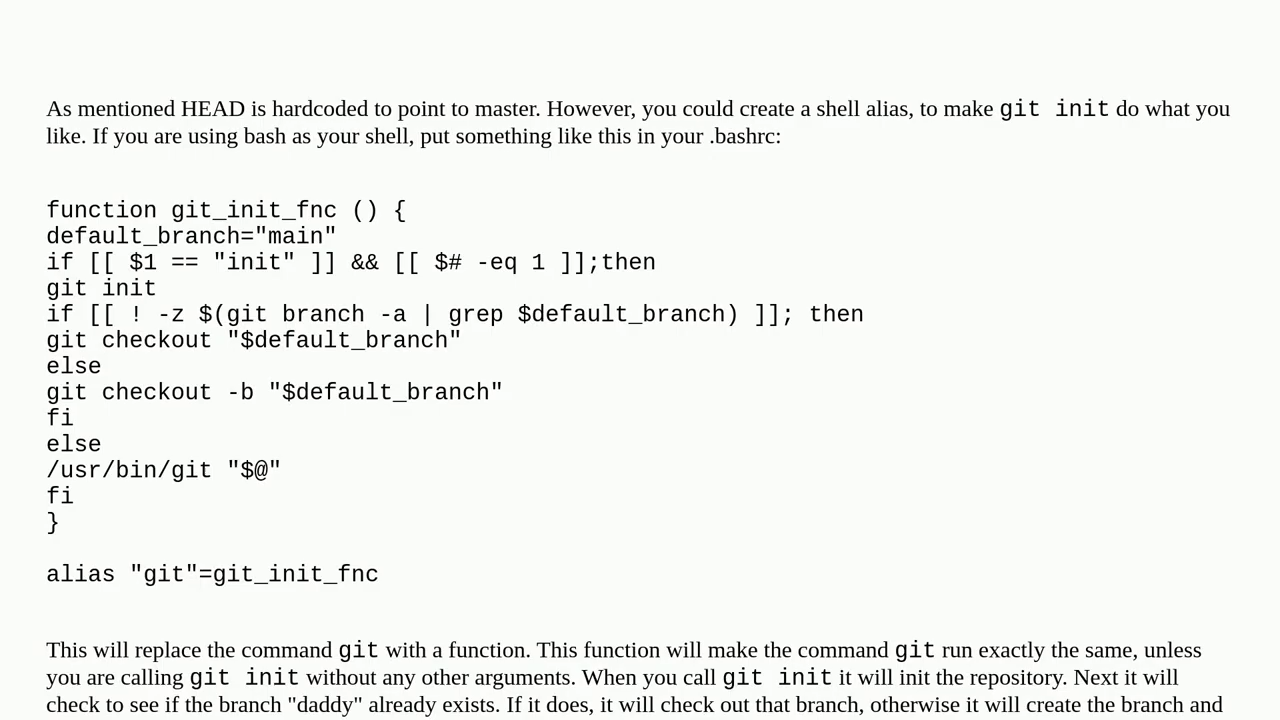 As mentioned HEAD is hardcoded to point to master. However, you could create a shell alias, to make git init do what you
like. If you are using bash as your shell, put something like this in your .bashrc:
function git_init_fnc () {
default_branch="main"
if [[ $1 == "init" ]] && [[ $# -eq 1 ]];then
git init
if [[ ! -z $(git branch -a | grep $default_branch) ]]; then
git checkout "$default_branch"
else
git checkout -b "$default_branch"
fi
else
/usr/bin/git "$@"
fi
}
alias "git"=git_init_fnc
This will replace the command git with a function. This function will make the command git run exactly the same, unless
you are calling git init without any other arguments. When you call git init it will init the repository. Next it will
check to see if the branch "daddy" already exists. If it does, it will check out that branch, otherwise it will create the branch and